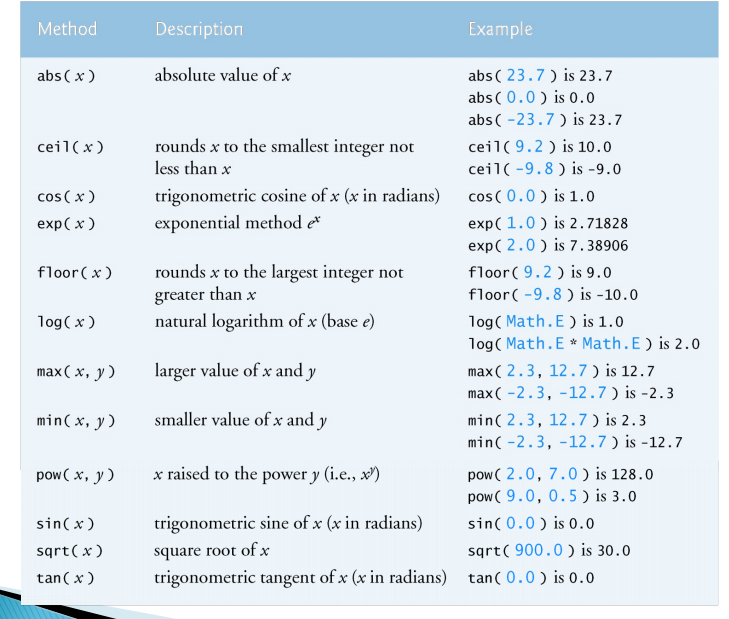 Method Description Example
abs( x ) absolute value of x abs( 23.7 ) is 23.7
abs( 0.0 ) is 0.0
abs( -23.7 ) is 23.7
ceil( x ) rounds x to the smallest integer not ceil( 9.2 ) is 10.0
less than x ceil( -9.8 ) is -9.0
cos( x ) trigonometric cosine of x (x in radians) cos( 0.0 ) is 1.0
exp( x ) exponential method eˣ exp( 1.0 ) is 2.71828
exp( 2.0 ) is 7.38906
floor( x ) rounds x to the largest integer not floor( 9.2 ) is 9.0
greater than x floor( -9.8 ) is -10.0
log( x ) natural logarithm of x (base e) log( Math.E ) is 1.0
log( Math.E * Math.E ) is 2.0
max( x, y ) larger value of x and y max( 2.3, 12.7 ) is 12.7
max( -2.3, -12.7 ) is -2.3
min( x, y ) smaller value of x and y min( 2.3, 12.7 ) is 2.3
min( -2.3, -12.7 ) is -12.7
pow( x, y ) x raised to the power y (i.e., xʸ) pow( 2.0, 7.0 ) is 128.0
pow( 9.0, 0.5 ) is 3.0
sin( x ) trigonometric sine of x (x in radians) sin( 0.0 ) is 0.0
sqrt( x ) square root of x sqrt( 900.0 ) is 30.0
tan( x ) trigonometric tangent of x (x in radians) tan( 0.0 ) is 0.0